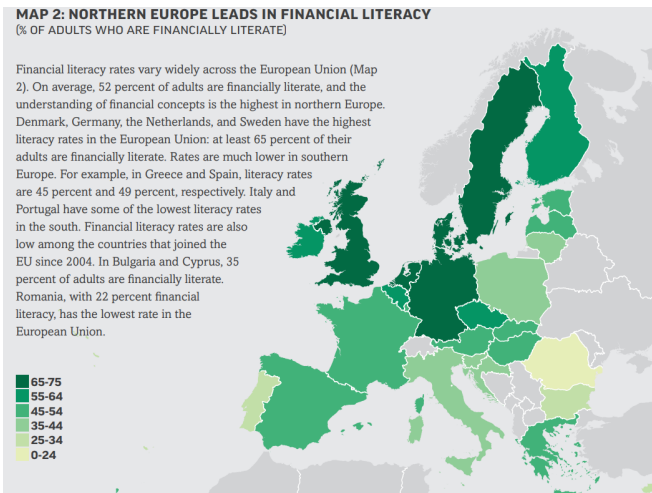 MAP 2: NORTHERN EUROPE LEADS IN FINANCIAL LITERACY
(% OF ADULTS WHO ARE FINANCIALLY LITERATE)
Financial literacy rates vary widely across the European Union (Map
2). On average, 52 percent of adults are financially literate, and the
understanding of financial concepts is the highest in northern Europe.
Denmark, Germany, the Netherlands, and Sweden have the highest
literacy rates in the European Union: at least 65 percent of their
adults are financially literate. Rates are much lower in southern
Europe. For example, in Greece and Spain, literacy rates
are 45 percent and 49 percent, respectively. Italy and
Portugal have some of the lowest literacy rates
in the south. Financial literacy rates are also
low among the countries that joined the
EU since 2004. In Bulgaria and Cyprus, 35
percent of adults are financially literate.
Romania, with 22 percent financial
literacy, has the lowest rate in the
European Union.
65-75
55-64
45-54
35-44
25-34
0-24